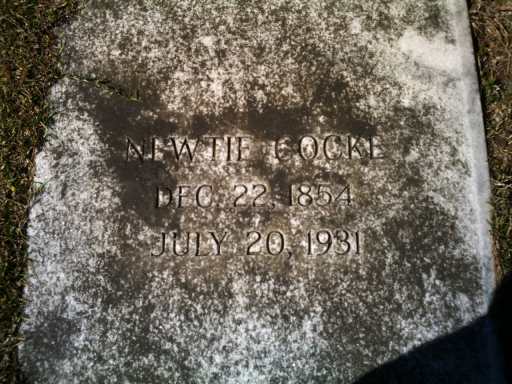 NEWTIE COCKE
DEC. 22, 1854
JULY 20, 1931